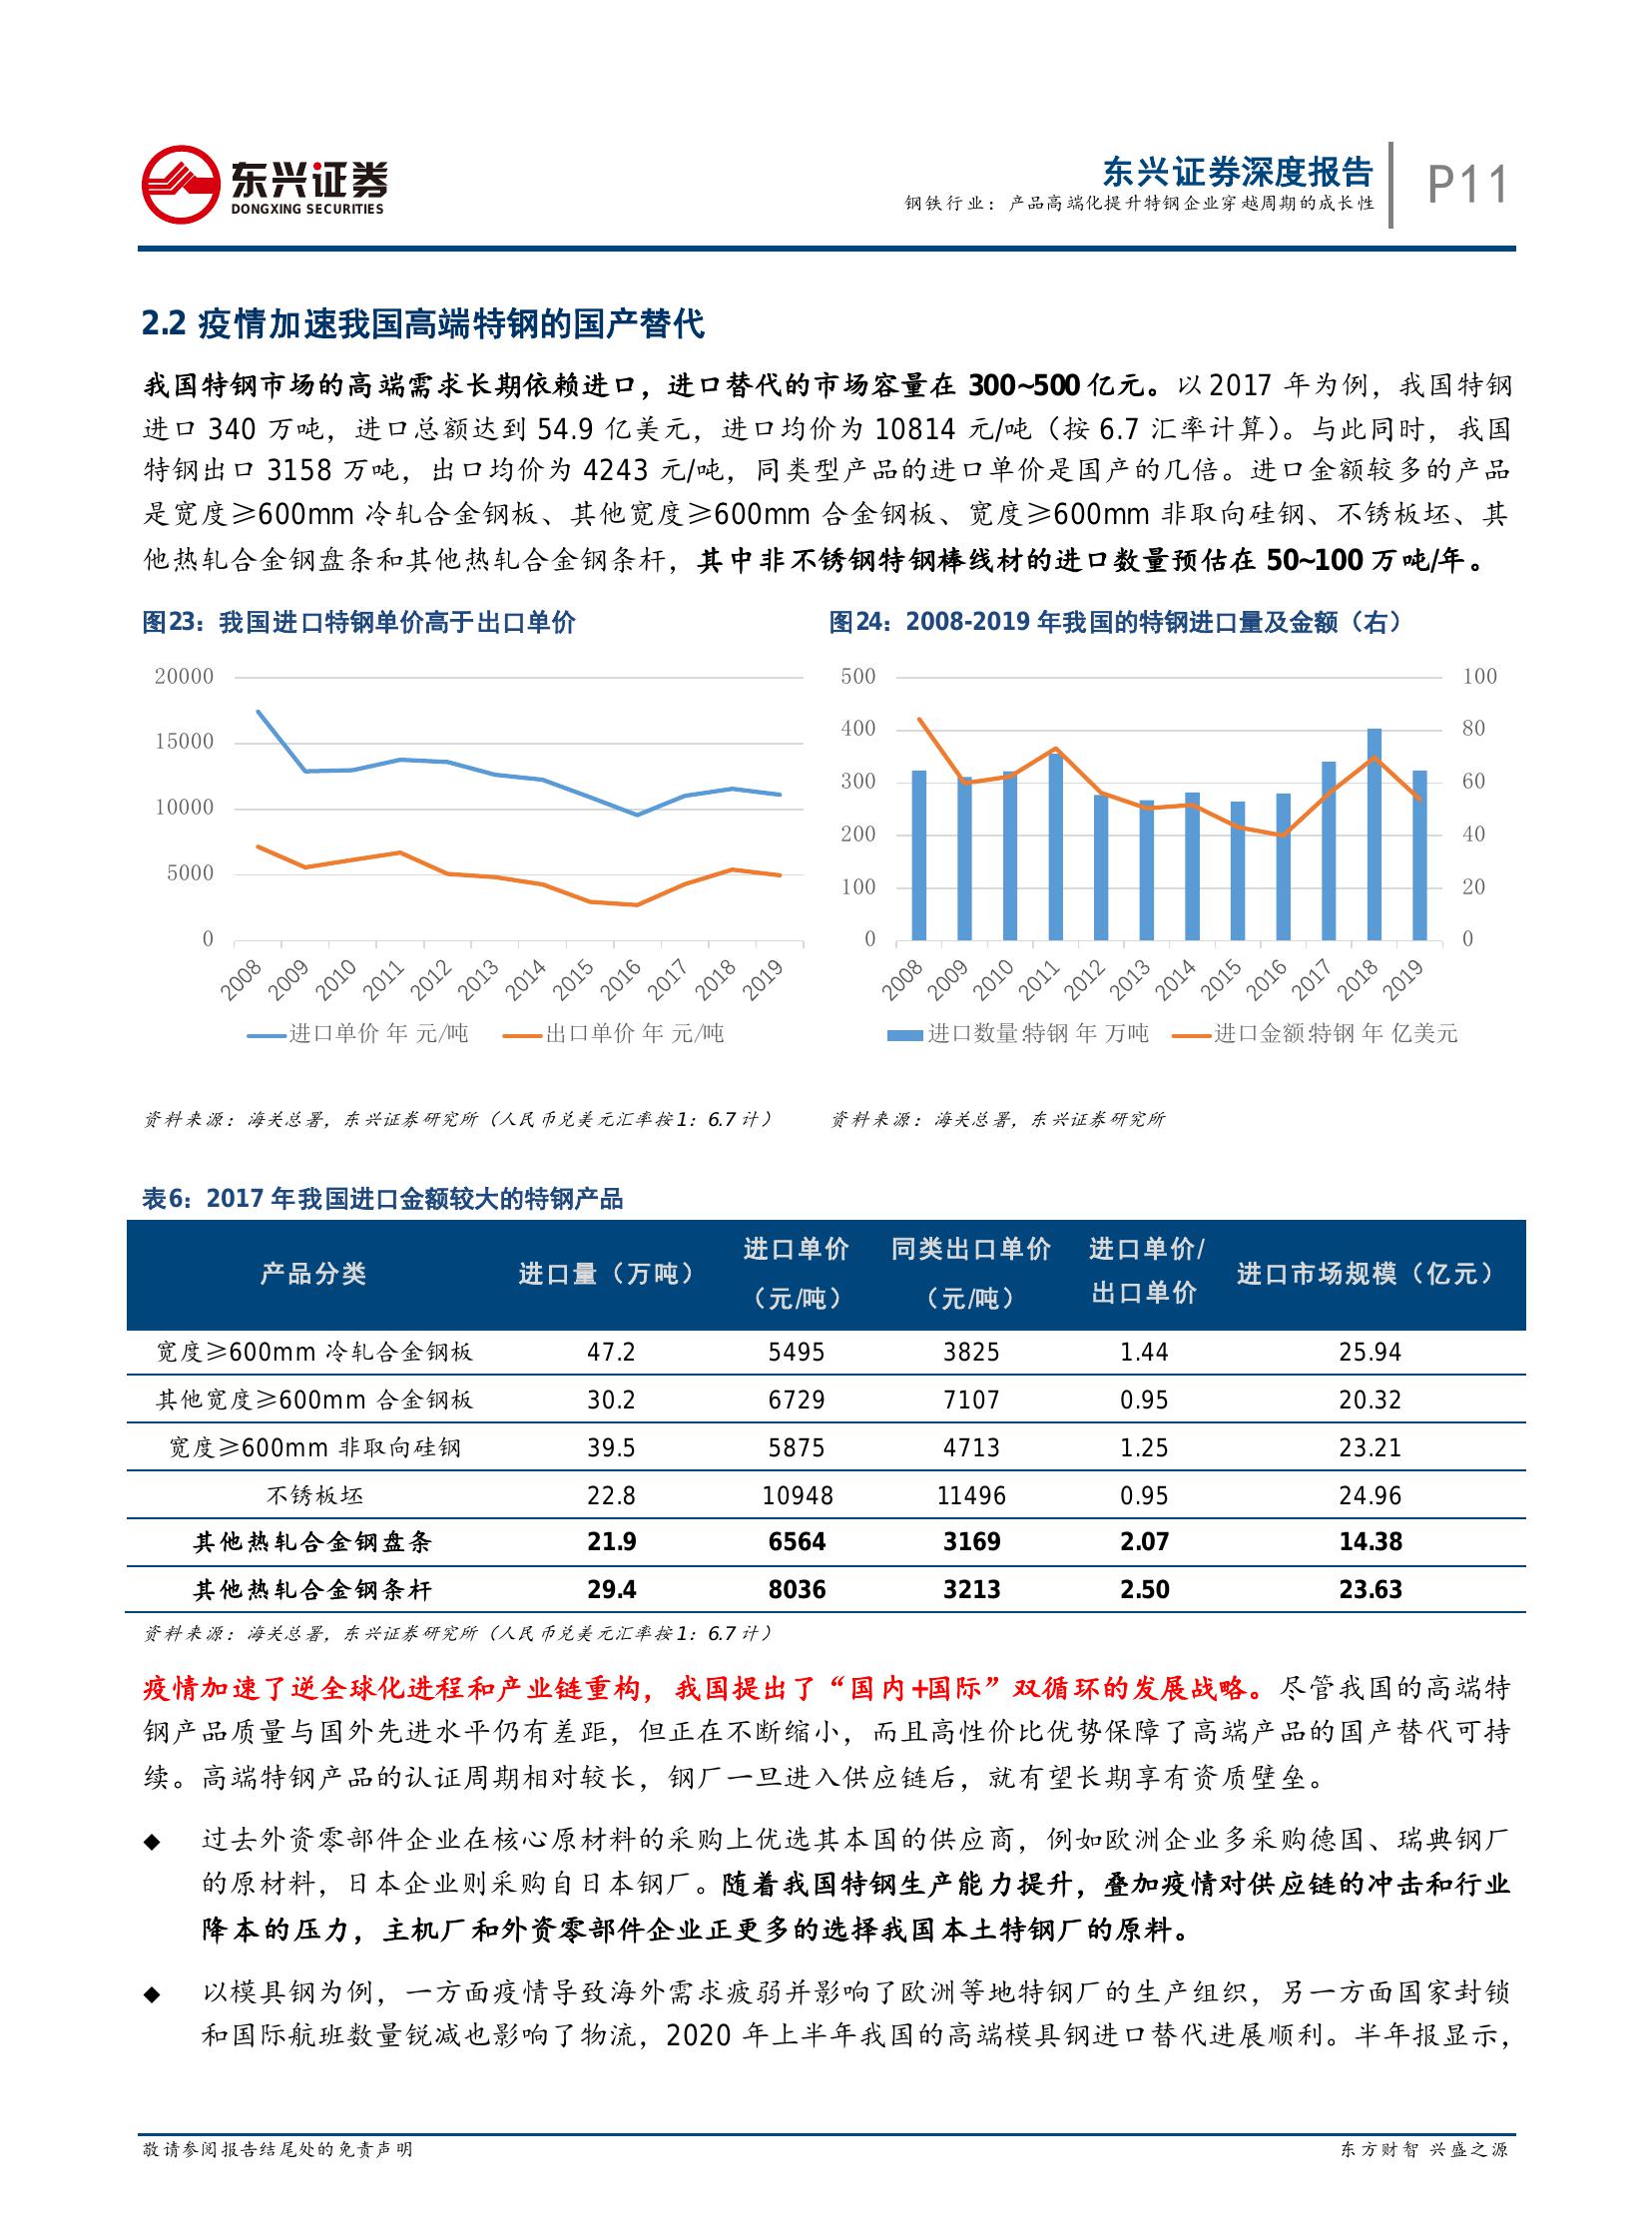 东兴证券
DONGXING SECURITIES
东兴证券深度报告
钢铁行业：产品高端化提升特钢企业穿越周期的成长性
P11
2.2 疫情加速我国高端特钢的国产替代
我国特钢市场的高端需求长期依赖进口，进口替代的市场容量在 300~500 亿元。以 2017 年为例，我国特钢
进口 340 万吨，进口总额达到 54.9 亿美元，进口均价为 10814 元/吨（按 6.7 汇率计算）。与此同时，我国
特钢出口 3158 万吨，出口均价为 4243 元/吨，同类型产品的进口单价是国产的几倍。进口金额较多的产品
是宽度≥600mm 冷轧合金钢板、其他宽度≥600mm 合金钢板、宽度≥600mm 非取向硅钢、不锈板坯、其
他热轧合金钢盘条和其他热轧合金钢条杆，其中非不锈钢特钢棒线材的进口数量预估在 50~100 万吨/年。
图23：我国进口特钢单价高于出口单价
20000
15000
10000
5000
0
2008 2009 2010 2011 2012 2013 2014 2015 2016 2017 2018 2019
进口单价 年 元/吨 出口单价 年 元/吨
资料来源：海关总署，东兴证券研究所（人民币兑美元汇率按1：6.7 计）
图24：2008-2019 年我国的特钢进口量及金额（右）
500 100
400 80
300 60
200 40
100 20
0 0
2008 2009 2010 2011 2012 2013 2014 2015 2016 2017 2018 2019
进口数量:特钢 年 万吨 进口金额:特钢 年 亿美元
资料来源：海关总署，东兴证券研究所
表6：2017 年我国进口金额较大的特钢产品
产品分类 进口量（万吨） 进口单价（元/吨） 同类出口单价（元/吨） 进口单价/出口单价 进口市场规模（亿元）
宽度≥600mm 冷轧合金钢板 47.2 5495 3825 1.44 25.94
其他宽度≥600mm 合金钢板 30.2 6729 7107 0.95 20.32
宽度≥600mm 非取向硅钢 39.5 5875 4713 1.25 23.21
不锈板坯 22.8 10948 11496 0.95 24.96
其他热轧合金钢盘条 21.9 6564 3169 2.07 14.38
其他热轧合金钢条杆 29.4 8036 3213 2.50 23.63
资料来源：海关总署，东兴证券研究所（人民币兑美元汇率按1：6.7 计）
疫情加速了逆全球化进程和产业链重构，我国提出了“国内+国际”双循环的发展战略。尽管我国的高端特
钢产品质量与国外先进水平仍有差距，但正在不断缩小，而且高性价比优势保障了高端产品的国产替代可持
续。高端特钢产品的认证周期相对较长，钢厂一旦进入供应链后，就有望长期享有资质壁垒。
◆ 过去外资零部件企业在核心原材料的采购上优选其本国的供应商，例如欧洲企业多采购德国、瑞典钢厂
的原材料，日本企业则采购自日本钢厂。随着我国特钢生产能力提升，叠加疫情对供应链的冲击和行业
降本的压力，主机厂和外资零部件企业正更多的选择我国本土特钢厂的原料。
◆ 以模具钢为例，一方面疫情导致海外需求疲弱并影响了欧洲等地特钢厂的生产组织，另一方面国家封锁
和国际航班数量锐减也影响了物流，2020 年上半年我国的高端模具钢进口替代进展顺利。半年报显示，
敬请参阅报告结尾处的免责声明
东方财智 兴盛之源